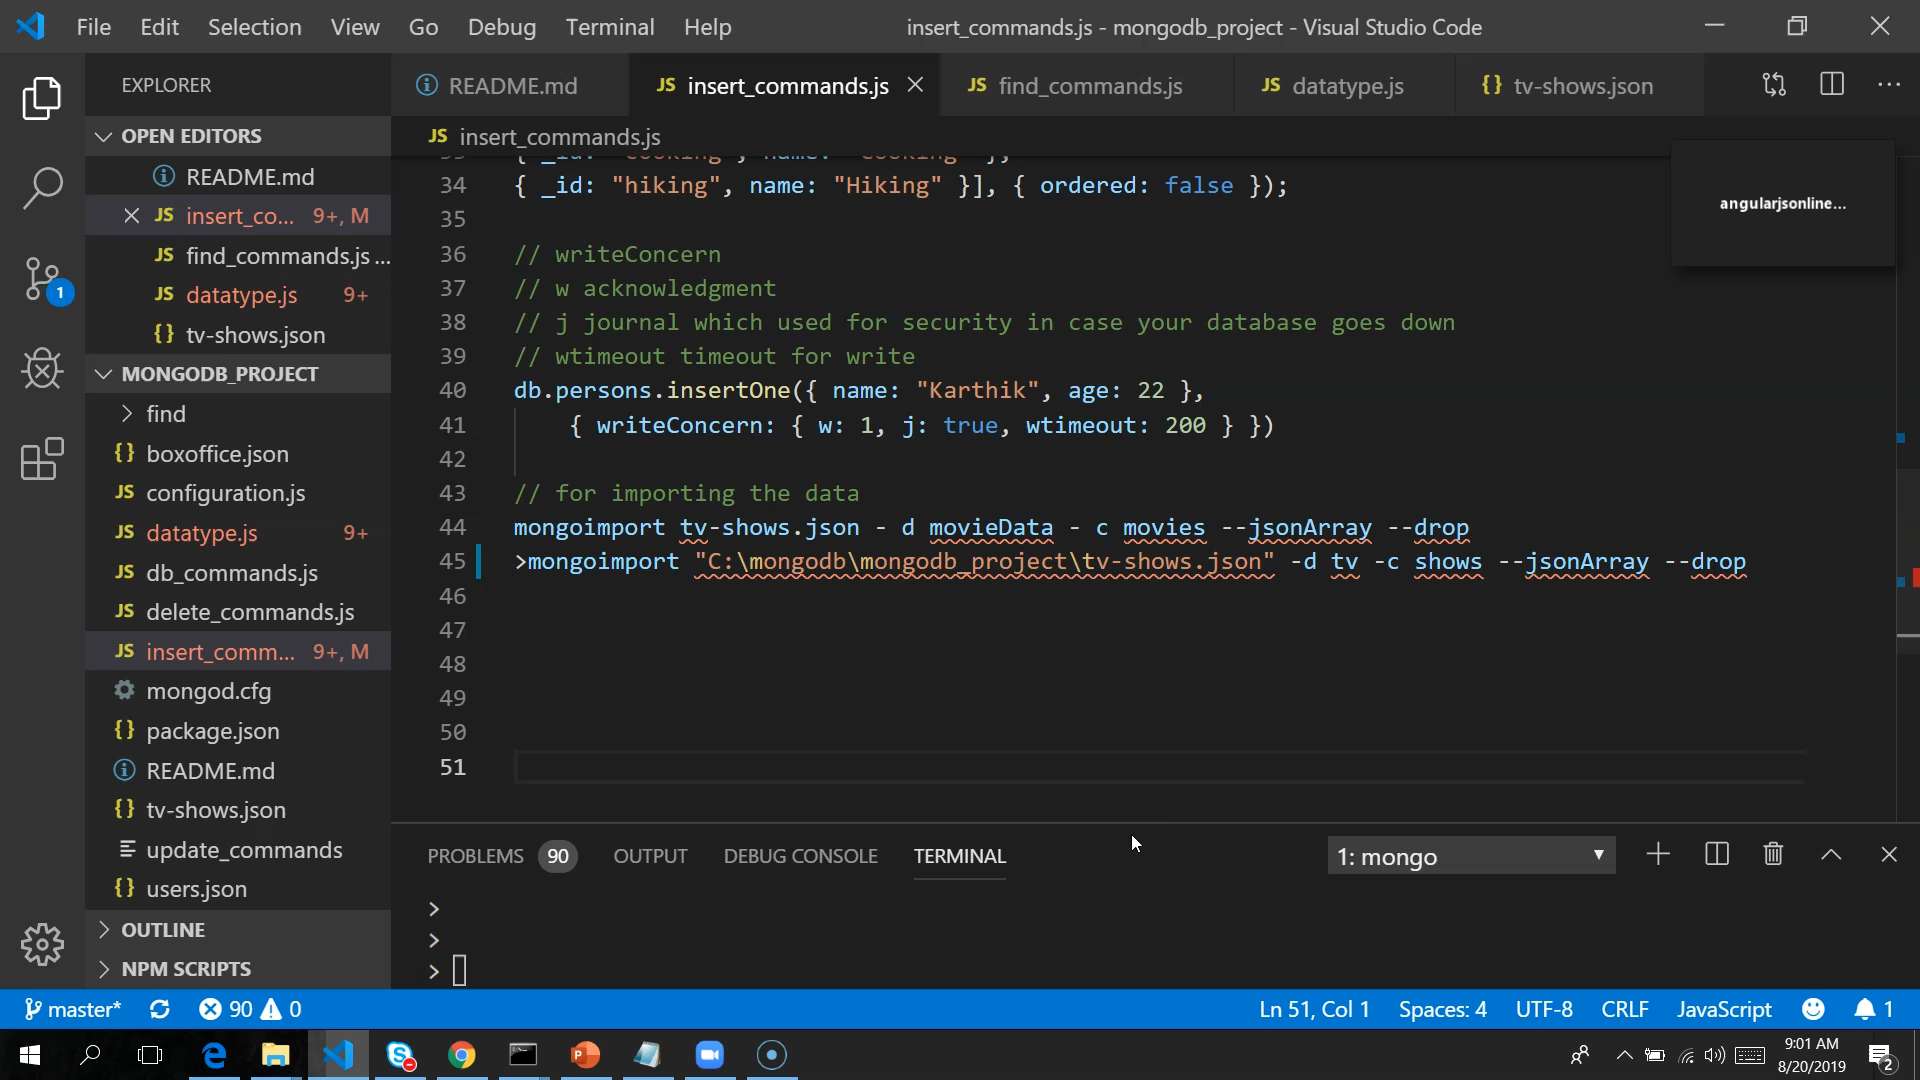 File Edit Selection View Go Debug Terminal Help
insert_commands.js - mongodb_project - Visual Studio Code
EXPLORER
README.md
JS insert_commands.js
JS find_commands.js
JS datatype.js
{} tv-shows.json
OPEN EDITORS
README.md
JS insert_co... 9+, M
JS find_commands.js ...
JS datatype.js 9+
{} tv-shows.json
MONGODB_PROJECT
find
{} boxoffice.json
JS configuration.js
JS datatype.js 9+
JS db_commands.js
JS delete_commands.js
JS insert_comm... 9+, M
mongod.cfg
{} package.json
README.md
{} tv-shows.json
update_commands
{} users.json
OUTLINE
NPM SCRIPTS
1
JS insert_commands.js
angularjsonline...
34 { _id: "hiking", name: "Hiking" }], { ordered: false });
35
36 // writeConcern
37 // w acknowledgment
38 // j journal which used for security in case your database goes down
39 // wtimeout timeout for write
40 db.persons.insertOne({ name: "Karthik", age: 22 },
41 { writeConcern: { w: 1, j: true, wtimeout: 200 } })
42
43 // for importing the data
44 mongoimport tv-shows.json - d movieData - c movies --jsonArray --drop
45 >mongoimport "C:\mongodb\mongodb_project\tv-shows.json" -d tv -c shows --jsonArray --drop
46
47
48
49
50
51
PROBLEMS 90 OUTPUT DEBUG CONSOLE TERMINAL
1: mongo
>
>
>
master* 90 0
Ln 51, Col 1 Spaces: 4 UTF-8 CRLF JavaScript 1
9:01 AM
8/20/2019
2